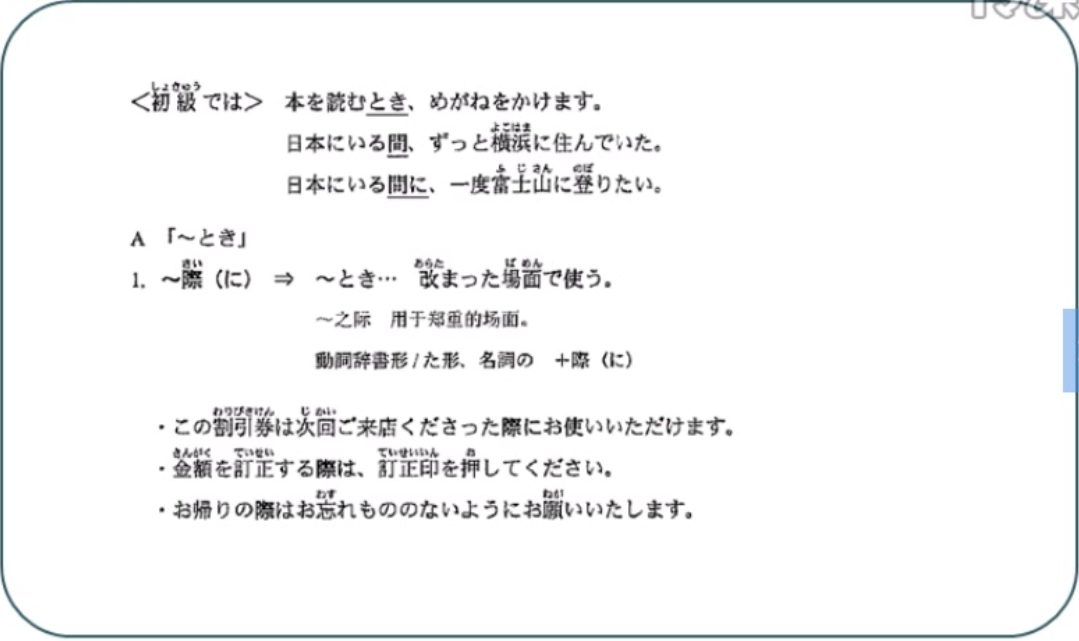 ＜初級では＞　本を読むとき、めがねをかけます。
日本にいる間、ずっと横浜に住んでいた。
日本にいる間に、一度富士山に登りたい。
A 「～とき」
1. ～際（に） ⇒ ～とき… 改まった場面で使う。
～之际　用于郑重的场面。
動詞辞書形 / た形、名詞の　＋際（に）
・この割引券は次回ご来店くださった際にお使いいただけます。
・金額を訂正する際は、訂正印を押してください。
・お帰りの際はお忘れもののないようにお願いいたします。